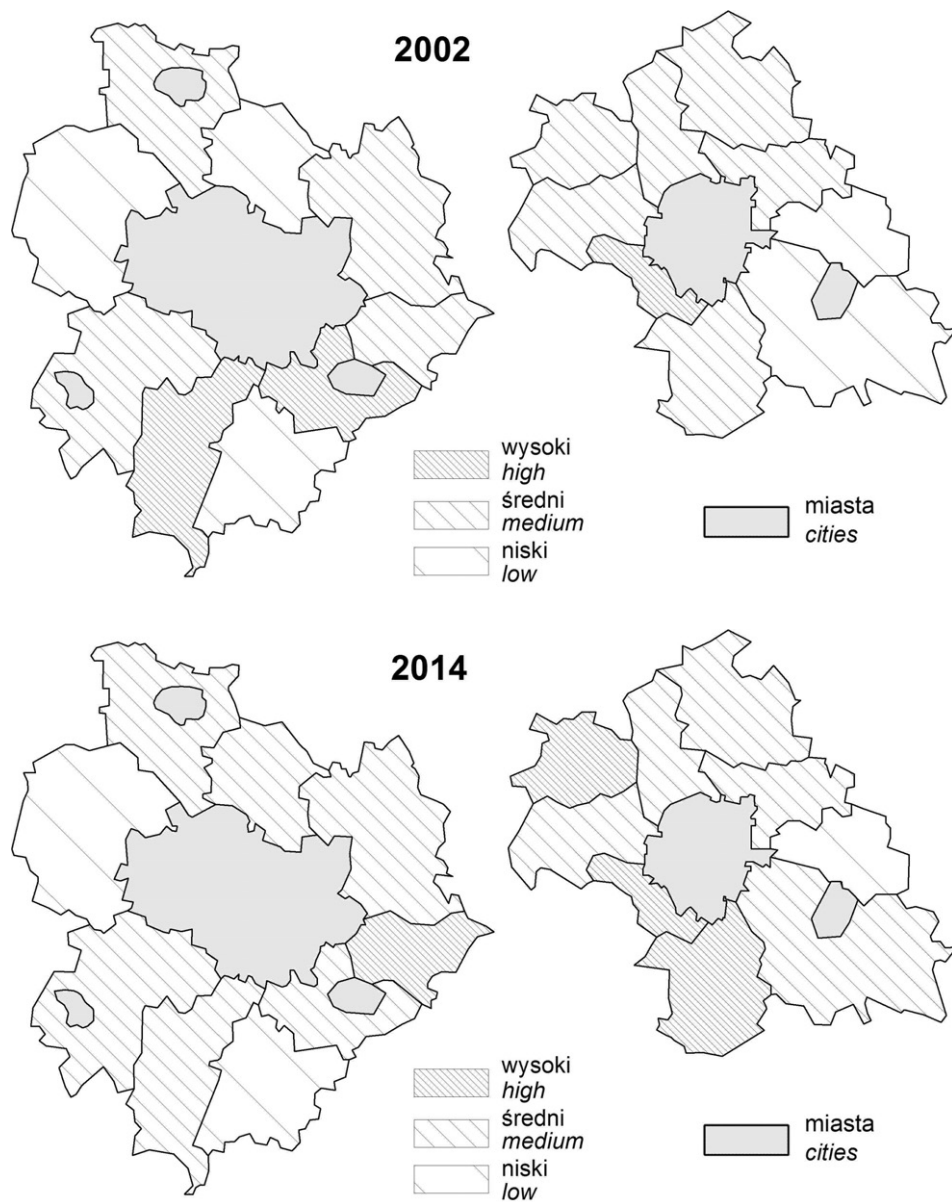 2002
wysoki
high
średni
medium
niski
low
miasta
cities
2014
wysoki
high
średni
medium
niski
low
miasta
cities